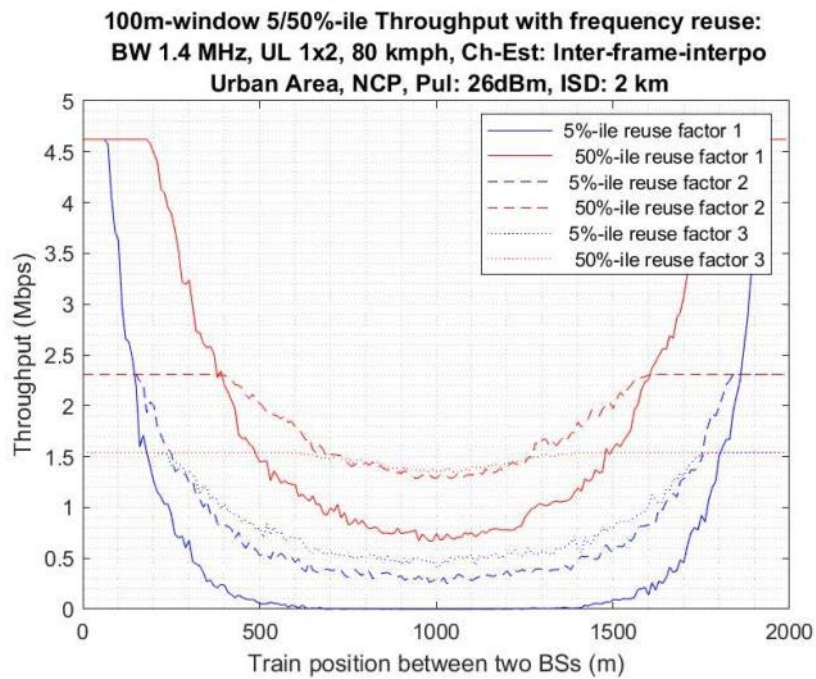 100m-window 5/50%-ile Throughput with frequency reuse:
BW 1.4 MHz, UL 1x2, 80 kmph, Ch-Est: Inter-frame-interpo
Urban Area, NCP, Pul: 26dBm, ISD: 2 km
5%-ile reuse factor 1
50%-ile reuse factor 1
5%-ile reuse factor 2
50%-ile reuse factor 2
5%-ile reuse factor 3
50%-ile reuse factor 3
Throughput (Mbps)
5
4.5
4
3.5
3
2.5
2
1.5
1
0.5
0
0
500
1000
1500
2000
Train position between two BSs (m)